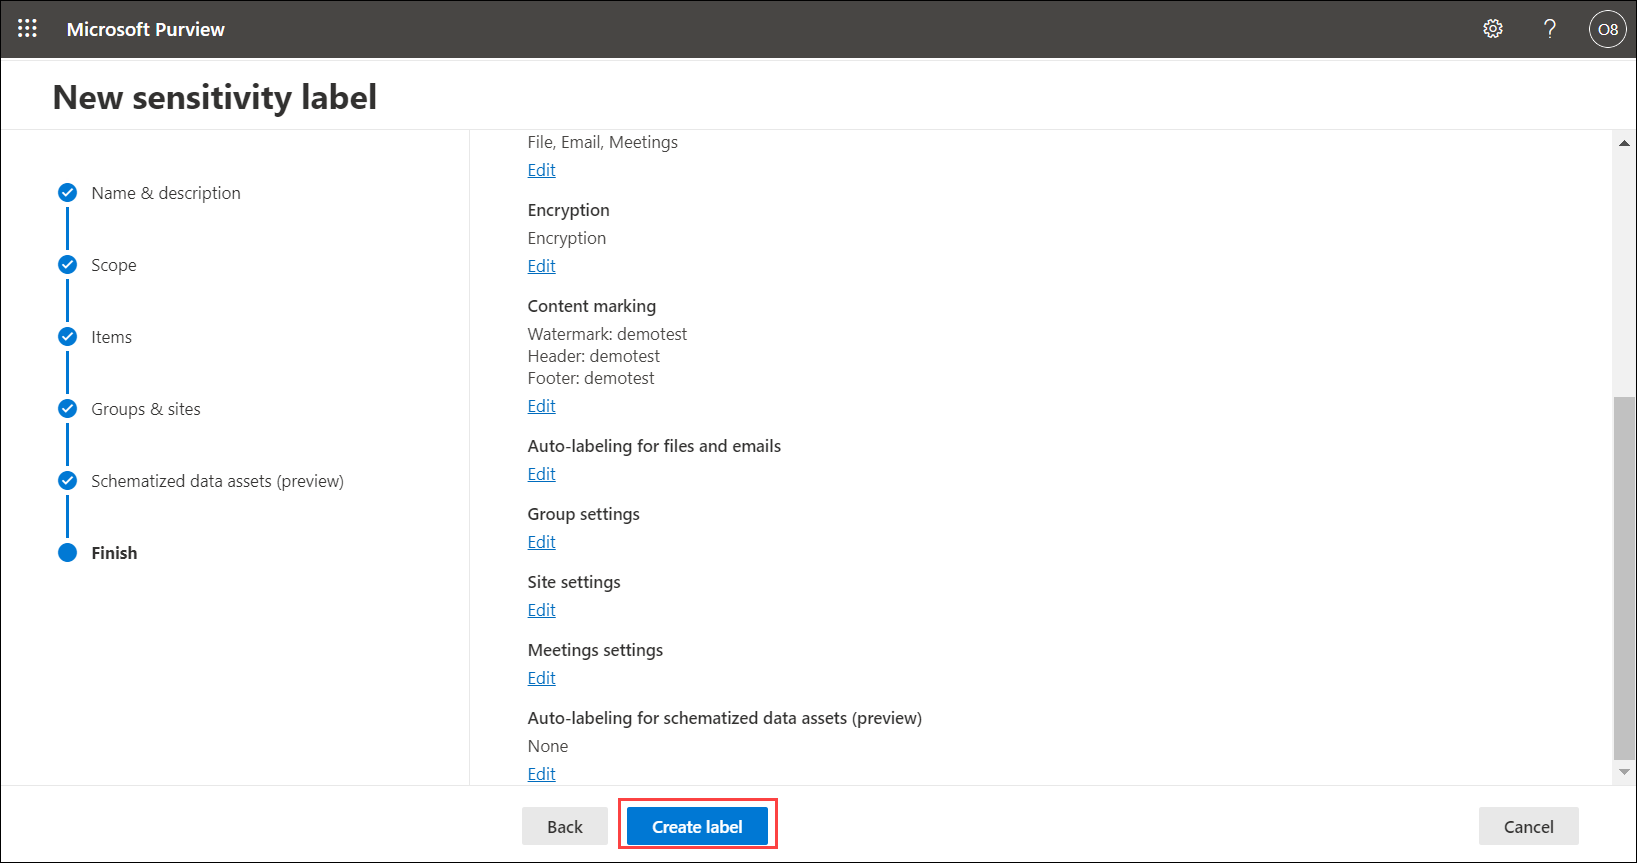 Microsoft Purview
?
O8
New sensitivity label
Name & description
Scope
Items
Groups & sites
Schematized data assets (preview)
Finish
File, Email, Meetings
Edit
Encryption
Encryption
Edit
Content marking
Watermark: demotest
Header: demotest
Footer: demotest
Edit
Auto-labeling for files and emails
Edit
Group settings
Edit
Site settings
Edit
Meetings settings
Edit
Auto-labeling for schematized data assets (preview)
None
Edit
Back
Create label
Cancel